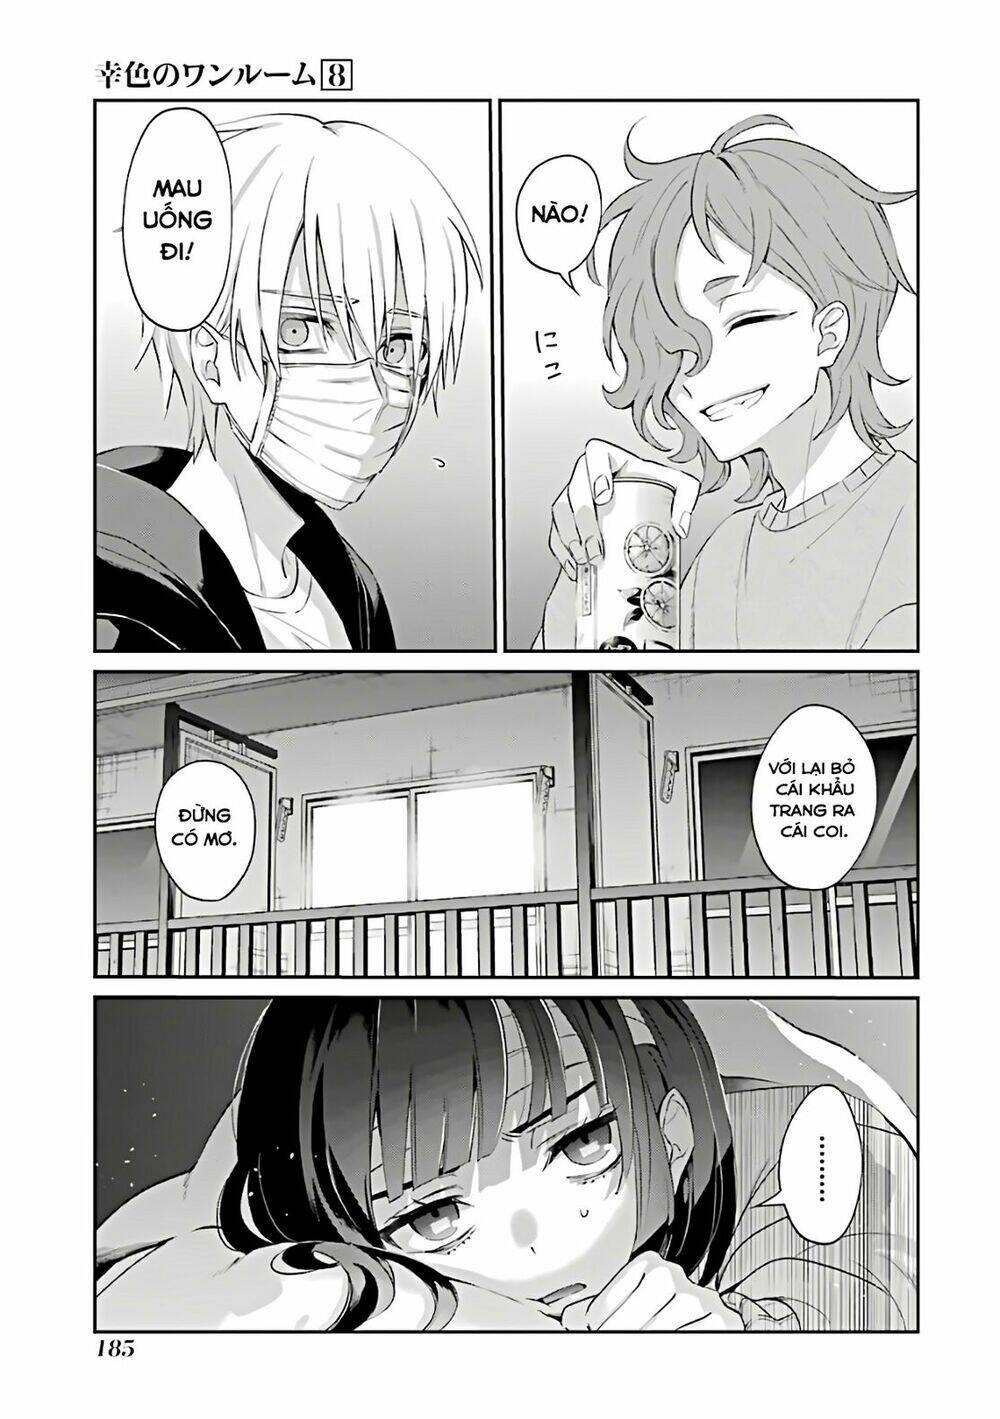 幸色のワンルーム 8
NÀO!
にこ
MAU
UỐNG
ĐI!
VỚI LẠI BỎ
CÁI KHẨU
TRANG RA
CÁI COI.
ĐỪNG
CÓ MƠ.
………
185